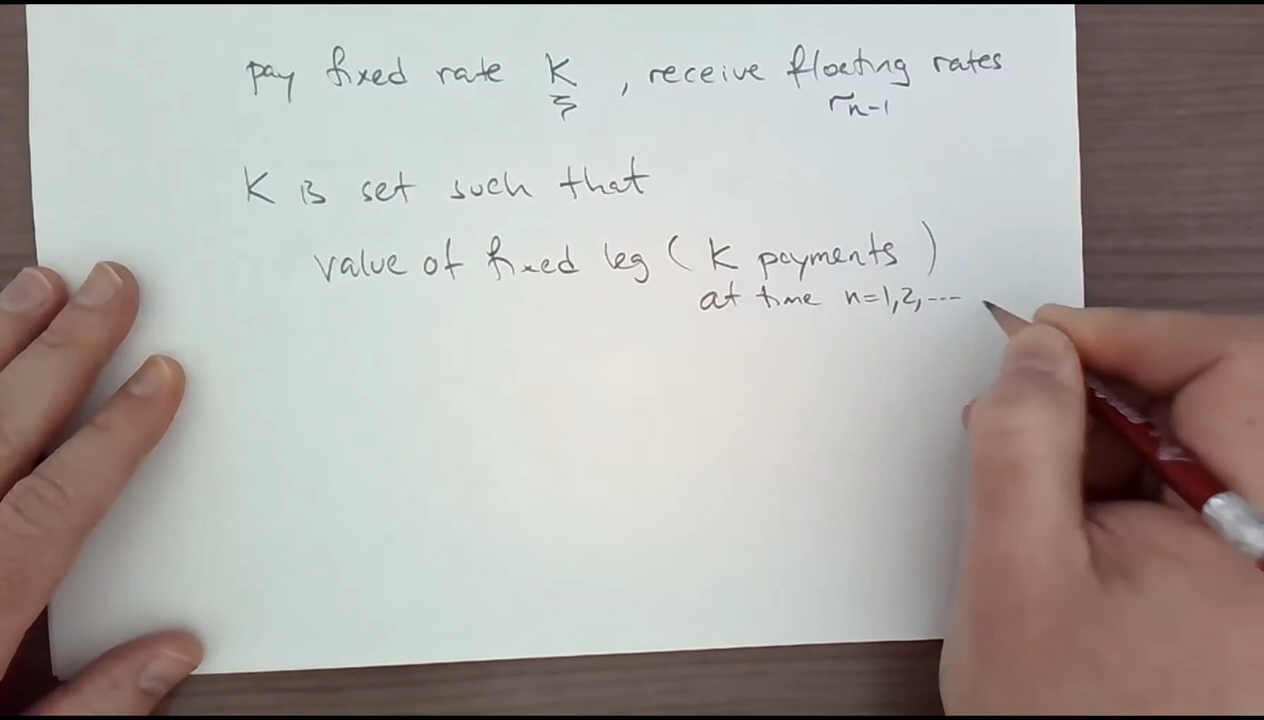 pay fixed rate K , receive floating rates
r_{n-1}
K is set such that
value of fixed leg ( K payments )
at time n=1,2,---